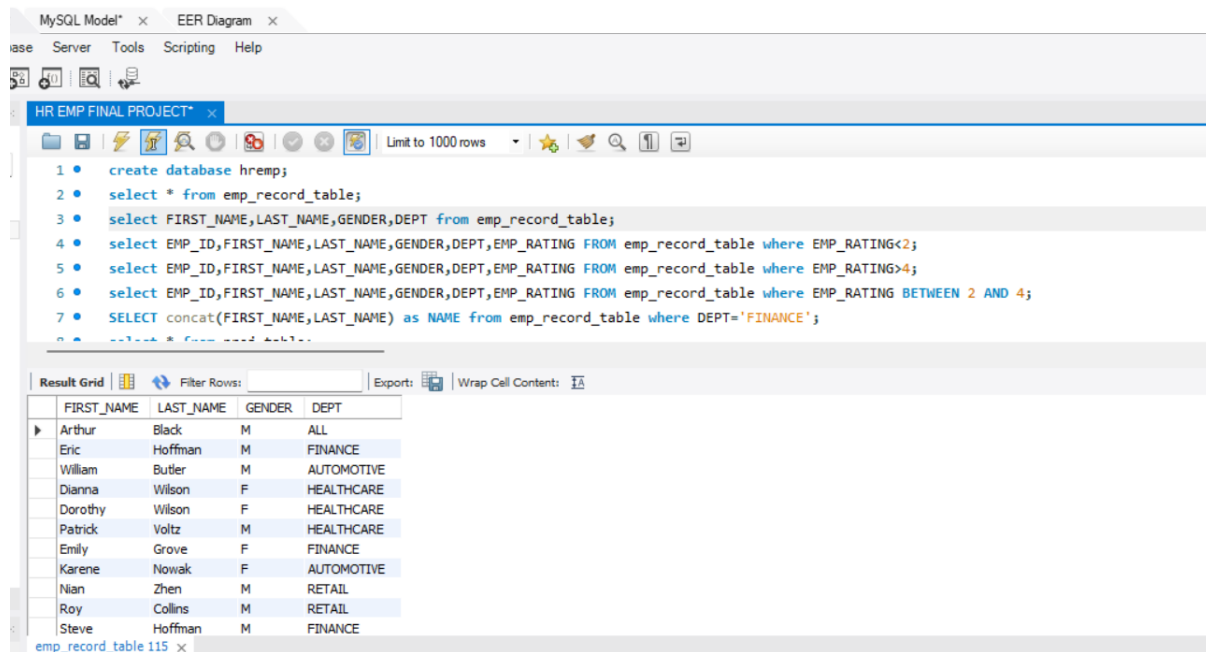 MySQL Model* × EER Diagram ×
ase Server Tools Scripting Help
HR EMP FINAL PROJECT* ×
Limit to 1000 rows
1 create database hremp;
2 select * from emp_record_table;
3 select FIRST_NAME,LAST_NAME,GENDER,DEPT from emp_record_table;
4 select EMP_ID,FIRST_NAME,LAST_NAME,GENDER,DEPT,EMP_RATING FROM emp_record_table where EMP_RATING<2;
5 select EMP_ID,FIRST_NAME,LAST_NAME,GENDER,DEPT,EMP_RATING FROM emp_record_table where EMP_RATING>4;
6 select EMP_ID,FIRST_NAME,LAST_NAME,GENDER,DEPT,EMP_RATING FROM emp_record_table where EMP_RATING BETWEEN 2 AND 4;
7 SELECT concat(FIRST_NAME,LAST_NAME) as NAME from emp_record_table where DEPT='FINANCE';
Result Grid Filter Rows: Export: Wrap Cell Content:
FIRST_NAME LAST_NAME GENDER DEPT
Arthur Black M ALL
Eric Hoffman M FINANCE
William Butler M AUTOMOTIVE
Dianna Wilson F HEALTHCARE
Dorothy Wilson F HEALTHCARE
Patrick Voltz M HEALTHCARE
Emily Grove F FINANCE
Karene Nowak F AUTOMOTIVE
Nian Zhen M RETAIL
Roy Collins M RETAIL
Steve Hoffman M FINANCE
emp_record_table 115 ×